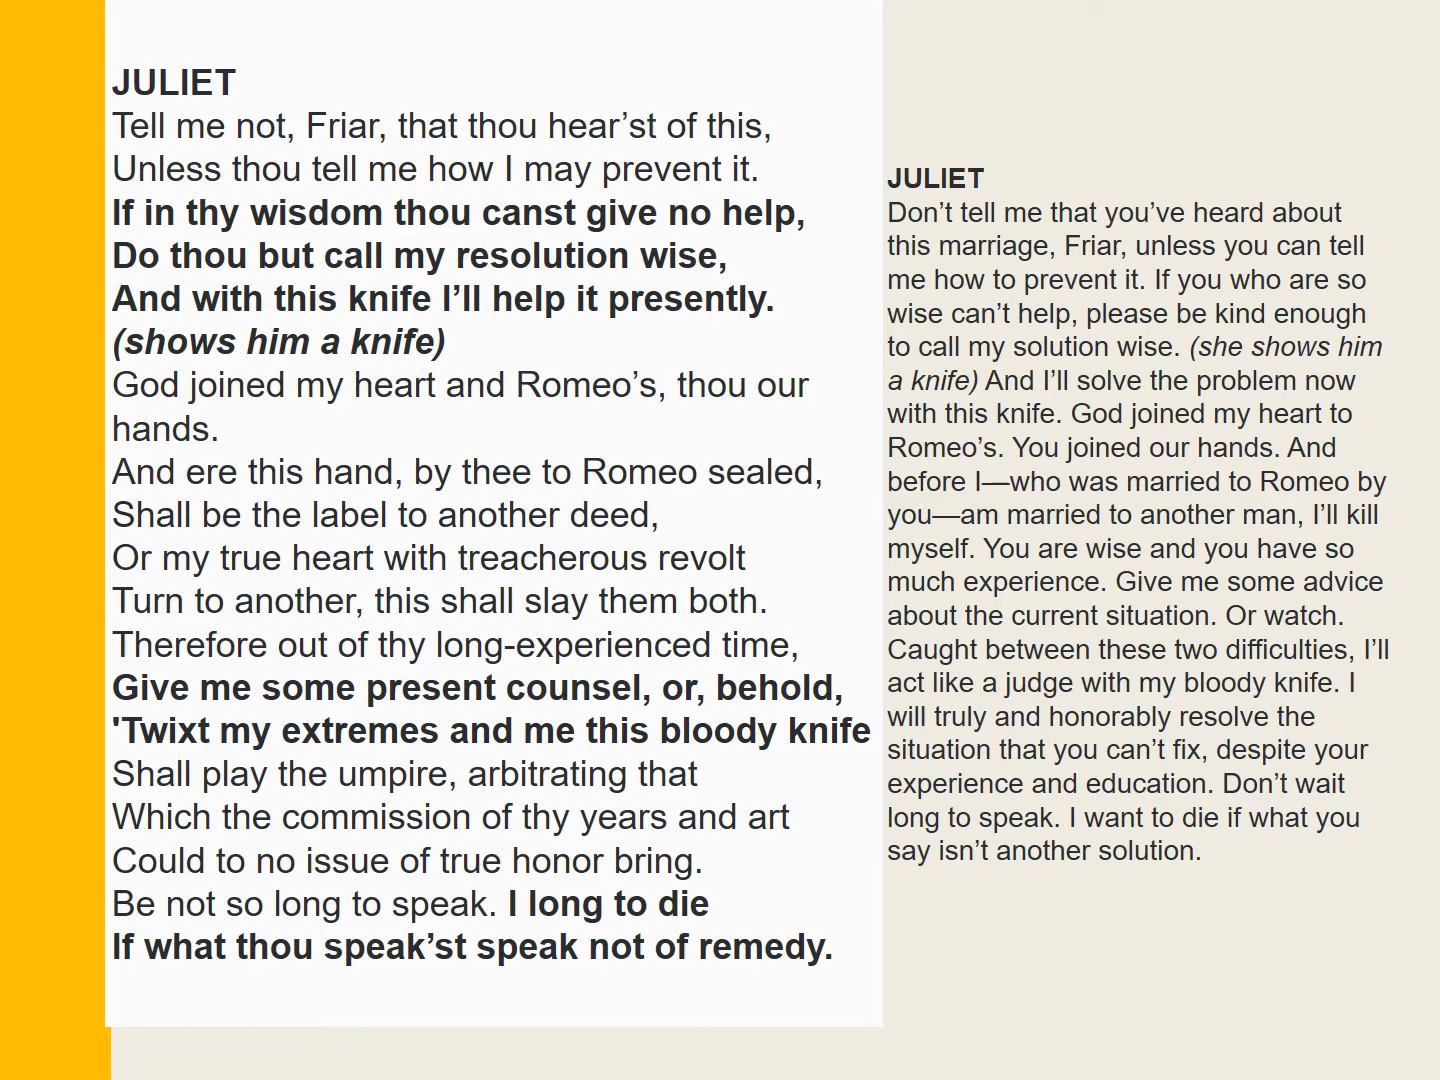 JULIET
Tell me not, Friar, that thou hear’st of this,
Unless thou tell me how I may prevent it.
If in thy wisdom thou canst give no help,
Do thou but call my resolution wise,
And with this knife I’ll help it presently.
(shows him a knife)
God joined my heart and Romeo’s, thou our
hands.
And ere this hand, by thee to Romeo sealed,
Shall be the label to another deed,
Or my true heart with treacherous revolt
Turn to another, this shall slay them both.
Therefore out of thy long-experienced time,
Give me some present counsel, or, behold,
'Twixt my extremes and me this bloody knife
Shall play the umpire, arbitrating that
Which the commission of thy years and art
Could to no issue of true honor bring.
Be not so long to speak. I long to die
If what thou speak’st speak not of remedy.
JULIET
Don’t tell me that you’ve heard about
this marriage, Friar, unless you can tell
me how to prevent it. If you who are so
wise can’t help, please be kind enough
to call my solution wise. (she shows him
a knife) And I’ll solve the problem now
with this knife. God joined my heart to
Romeo’s. You joined our hands. And
before I—who was married to Romeo by
you—am married to another man, I’ll kill
myself. You are wise and you have so
much experience. Give me some advice
about the current situation. Or watch.
Caught between these two difficulties, I’ll
act like a judge with my bloody knife. I
will truly and honorably resolve the
situation that you can’t fix, despite your
experience and education. Don’t wait
long to speak. I want to die if what you
say isn’t another solution.